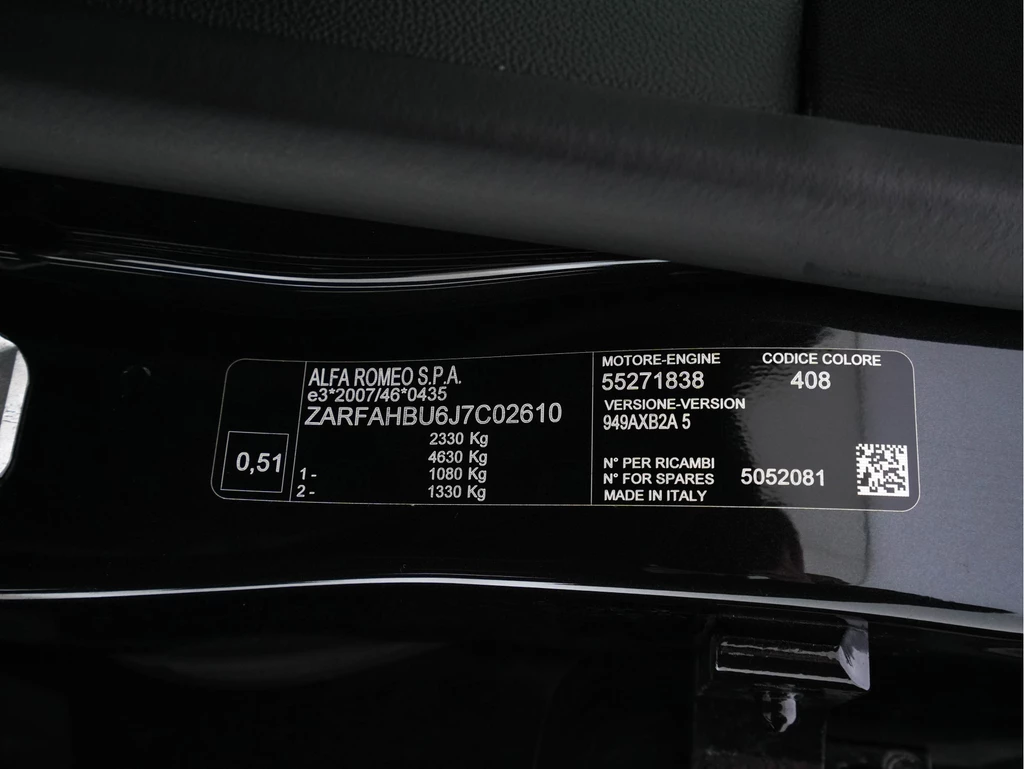 ALFA ROMEO S.P.A.
e3*2007/46*0435
ZARFAHBU6J7C02610
2330 Kg
4630 Kg
1- 1080 Kg
2- 1330 Kg
0,51
MOTORE-ENGINE
55271838
CODICE COLORE
408
VERSIONE-VERSION
949AXB2A 5
N° PER RICAMBI
N° FOR SPARES 5052081
MADE IN ITALY